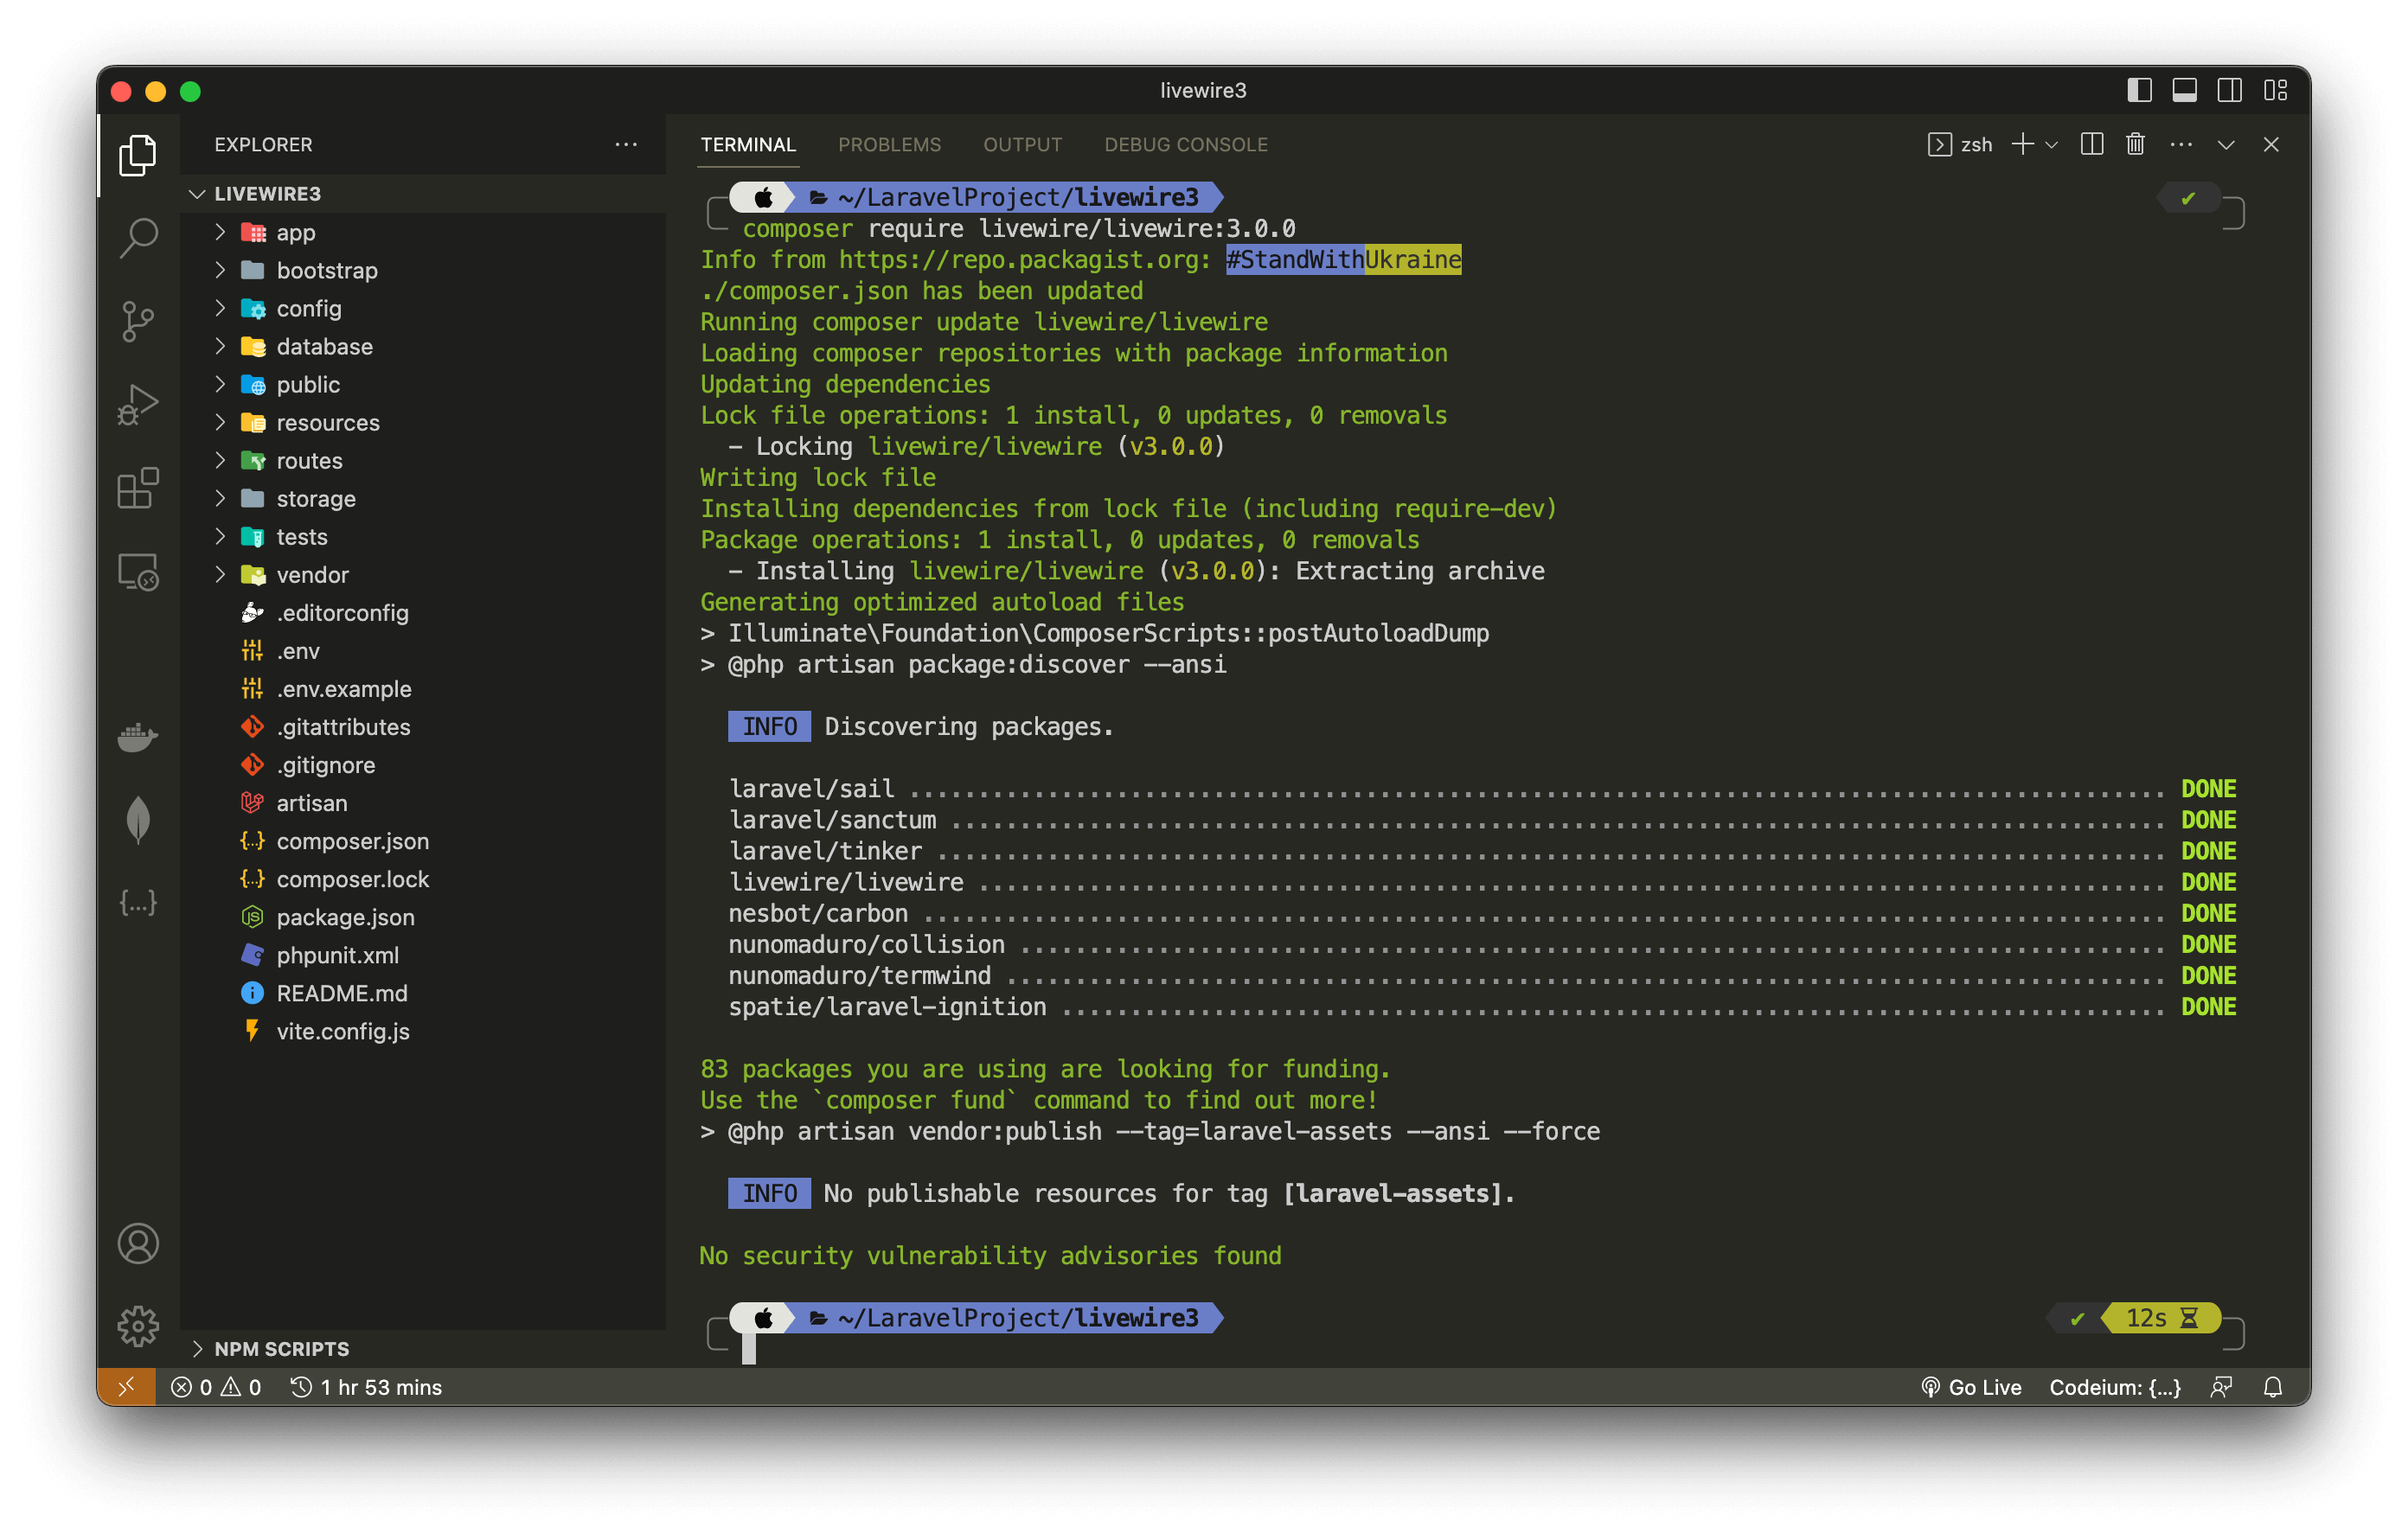 livewire3
EXPLORER
LIVEWIRE3
app
bootstrap
config
database
public
resources
routes
storage
tests
vendor
.editorconfig
.env
.env.example
.gitattributes
.gitignore
artisan
composer.json
composer.lock
package.json
phpunit.xml
README.md
vite.config.js
NPM SCRIPTS
TERMINAL PROBLEMS OUTPUT DEBUG CONSOLE zsh
~/LaravelProject/livewire3
composer require livewire/livewire:3.0.0
Info from https://repo.packagist.org: #StandWithUkraine
./composer.json has been updated
Running composer update livewire/livewire
Loading composer repositories with package information
Updating dependencies
Lock file operations: 1 install, 0 updates, 0 removals
- Locking livewire/livewire (v3.0.0)
Writing lock file
Installing dependencies from lock file (including require-dev)
Package operations: 1 install, 0 updates, 0 removals
- Installing livewire/livewire (v3.0.0): Extracting archive
Generating optimized autoload files
> Illuminate\Foundation\ComposerScripts::postAutoloadDump
> @php artisan package:discover --ansi
INFO Discovering packages.
laravel/sail ........................................................................................... DONE
laravel/sanctum ........................................................................................ DONE
laravel/tinker ......................................................................................... DONE
livewire/livewire ...................................................................................... DONE
nesbot/carbon .......................................................................................... DONE
nunomaduro/collision ................................................................................... DONE
nunomaduro/termwind .................................................................................... DONE
spatie/laravel-ignition ................................................................................ DONE
83 packages you are using are looking for funding.
Use the `composer fund` command to find out more!
> @php artisan vendor:publish --tag=laravel-assets --ansi --force
INFO No publishable resources for tag [laravel-assets].
No security vulnerability advisories found
~/LaravelProject/livewire3 12s
0 0 1 hr 53 mins Go Live Codeium: {...}